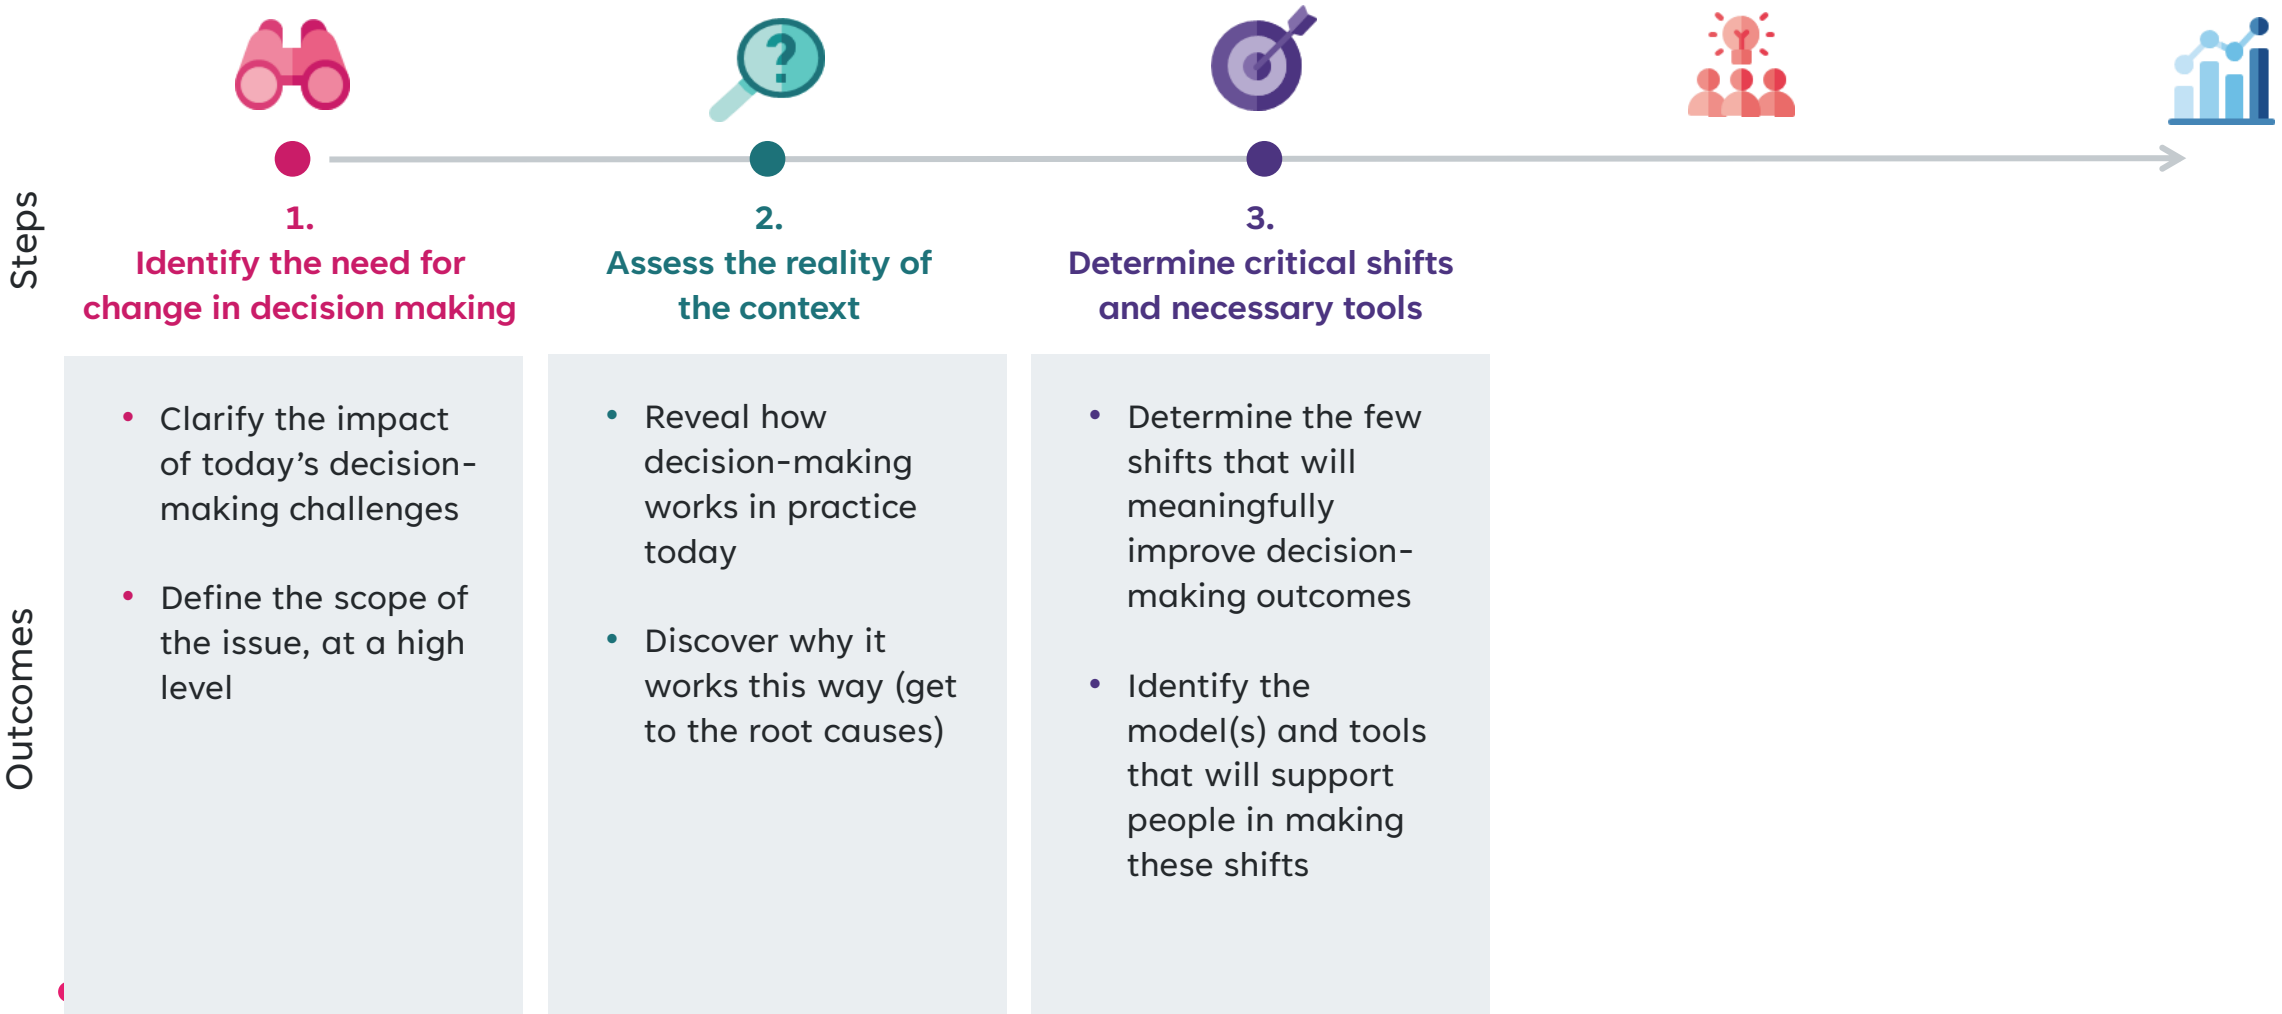 Steps
1.
Identify the need for
change in decision making
2.
Assess the reality of
the context
3.
Determine critical shifts
and necessary tools
Outcomes
• Clarify the impact
of today’s decision-
making challenges
• Define the scope of
the issue, at a high
level
• Reveal how
decision-making
works in practice
today
• Discover why it
works this way (get
to the root causes)
• Determine the few
shifts that will
meaningfully
improve decision-
making outcomes
• Identify the
model(s) and tools
that will support
people in making
these shifts